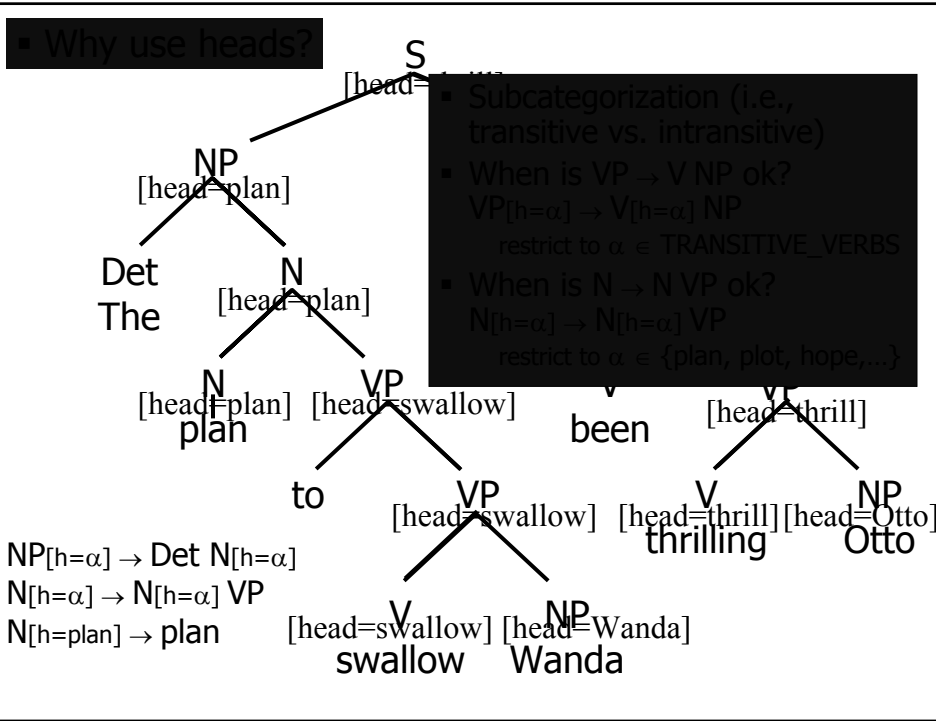 ▪ Why use heads?
S
[head=thrill]
▪ Subcategorization (i.e.,
transitive vs. intransitive)
▪ When is VP → V NP ok?
VP[h=α] → V[h=α] NP
restrict to α ∈ TRANSITIVE_VERBS
▪ When is N → N VP ok?
N[h=α] → N[h=α] VP
restrict to α ∈ {plan, plot, hope,…}
NP
[head=plan]
Det
The
N
[head=plan]
N
[head=plan]
plan
VP
[head=swallow]
V
been
VP
[head=thrill]
to
VP
[head=swallow]
V
[head=thrill]
thrilling
NP
[head=Otto]
Otto
NP[h=α] → Det N[h=α]
N[h=α] → N[h=α] VP
N[h=plan] → plan
V
[head=swallow]
swallow
NP
[head=Wanda]
Wanda